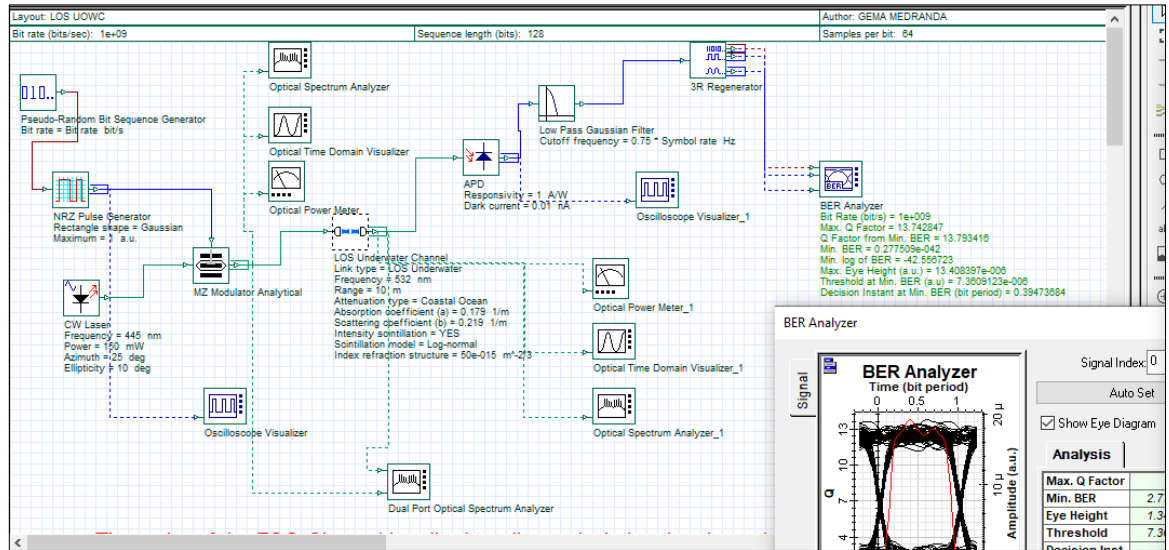 Layout: LOS UOWC
Author: GEMA MEDRANDA
Bit rate (bits/sec): 1e+09
Sequence length (bits): 128
Samples per bit: 64
Optical Spectrum Analyzer
3R Regenerator
Pseudo-Random Bit Sequence Generator
Bit rate = Bit rate bit/s
Low Pass Gaussian Filter
Cutoff frequency = 0.75 * Symbol rate Hz
Optical Time Domain Visualizer
APD
Responsivity = 1 A/W
Dark current = 0.01 nA
Optical Power Meter
Oscilloscope Visualizer_1
BER
BER Analyzer
Bit Rate (bit/s) = 1e+009
Max. Q Factor = 13.742847
Q Factor from Min. BER = 13.793416
Min. BER = 0.277509e-042
Min. log of BER = -42.556723
Max. Eye Height (a.u.) = 13.408397e-006
Threshold at Min. BER (a.u) = 7.3609123e-006
Decision Instant at Min. BER (bit period) = 0.39473684
NRZ Pulse Generator
Rectangle shape = Gaussian
Maximum = 1 a.u.
MZ Modulator Analytical
LOS Underwater Channel
Link type = LOS Underwater
Frequency = 532 nm
Range = 10 m
Attenuation type = Coastal Ocean
Absorption coefficient (a) = 0.179 1/m
Scattering coefficient (b) = 0.219 1/m
Intensity scintillation = YES
Scintillation model = Log-normal
Index refraction structure = 50e-015 m^-2/3
CW Laser
Frequency = 445 nm
Power = 150 mW
Azimuth = 25 deg
Ellipticity = 10 deg
Optical Power Meter_1
Optical Time Domain Visualizer_1
Oscilloscope Visualizer
Optical Spectrum Analyzer_1
Dual Port Optical Spectrum Analyzer
BER Analyzer
Signal
BER Analyzer
Time (bit period)
0 0.5 1
Q
13
10
7
4
20 µ
10 µ
Amplitude (a.u.)
Signal Index: 0
Auto Set
Show Eye Diagram
Analysis
Max. Q Factor
Min. BER
Eye Height
Threshold